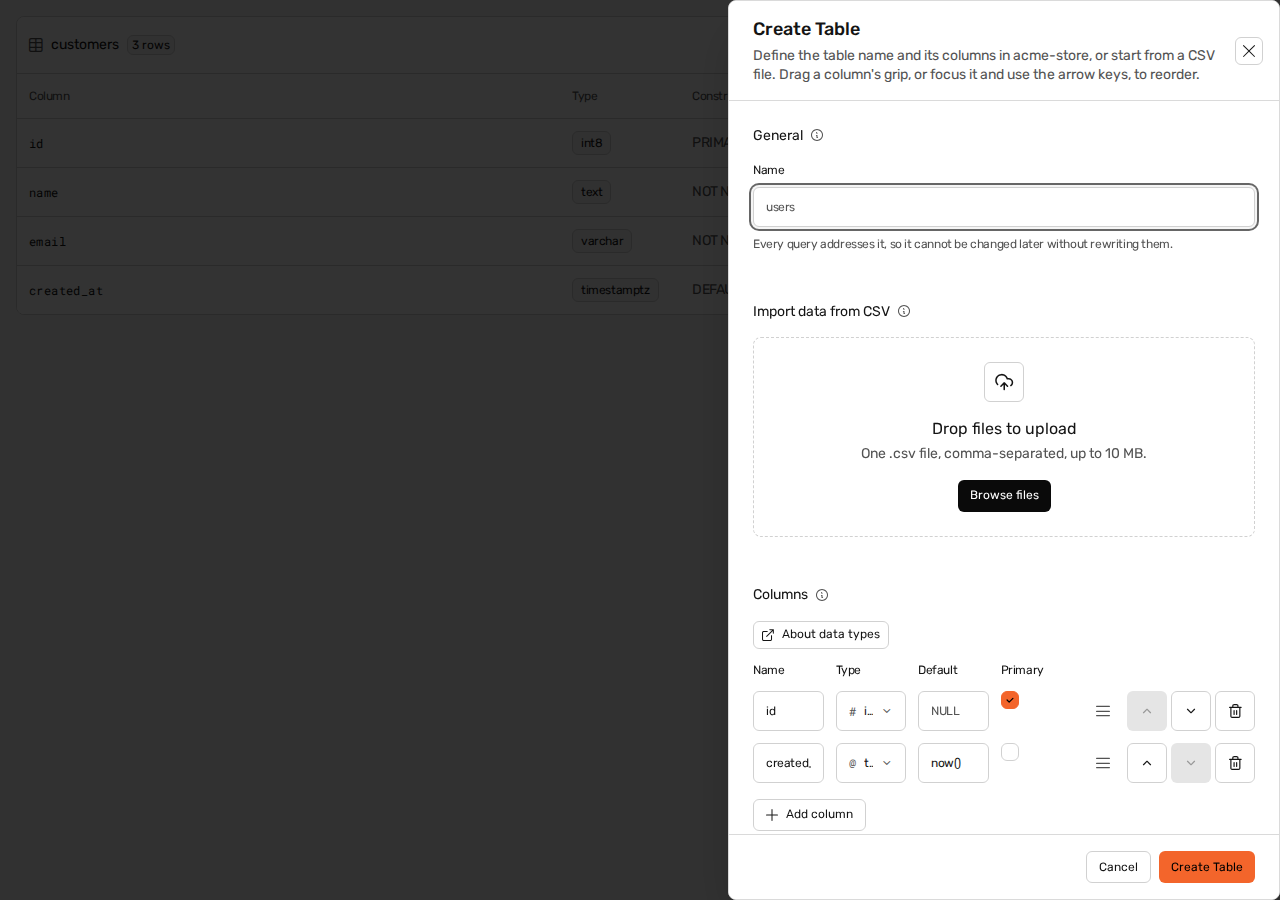 customers 3 rows
Column Type Constr
id int8 PRIMA
name text NOT N
email varchar NOT N
created_at timestamptz DEFAU
Create Table
Define the table name and its columns in acme-store, or start from a CSV
file. Drag a column's grip, or focus it and use the arrow keys, to reorder.
General
Name
users
Every query addresses it, so it cannot be changed later without rewriting them.
Import data from CSV
Drop files to upload
One .csv file, comma-separated, up to 10 MB.
Browse files
Columns
About data types
Name Type Default Primary
id # i... NULL
created_ @ t... now()
Add column
Cancel Create Table